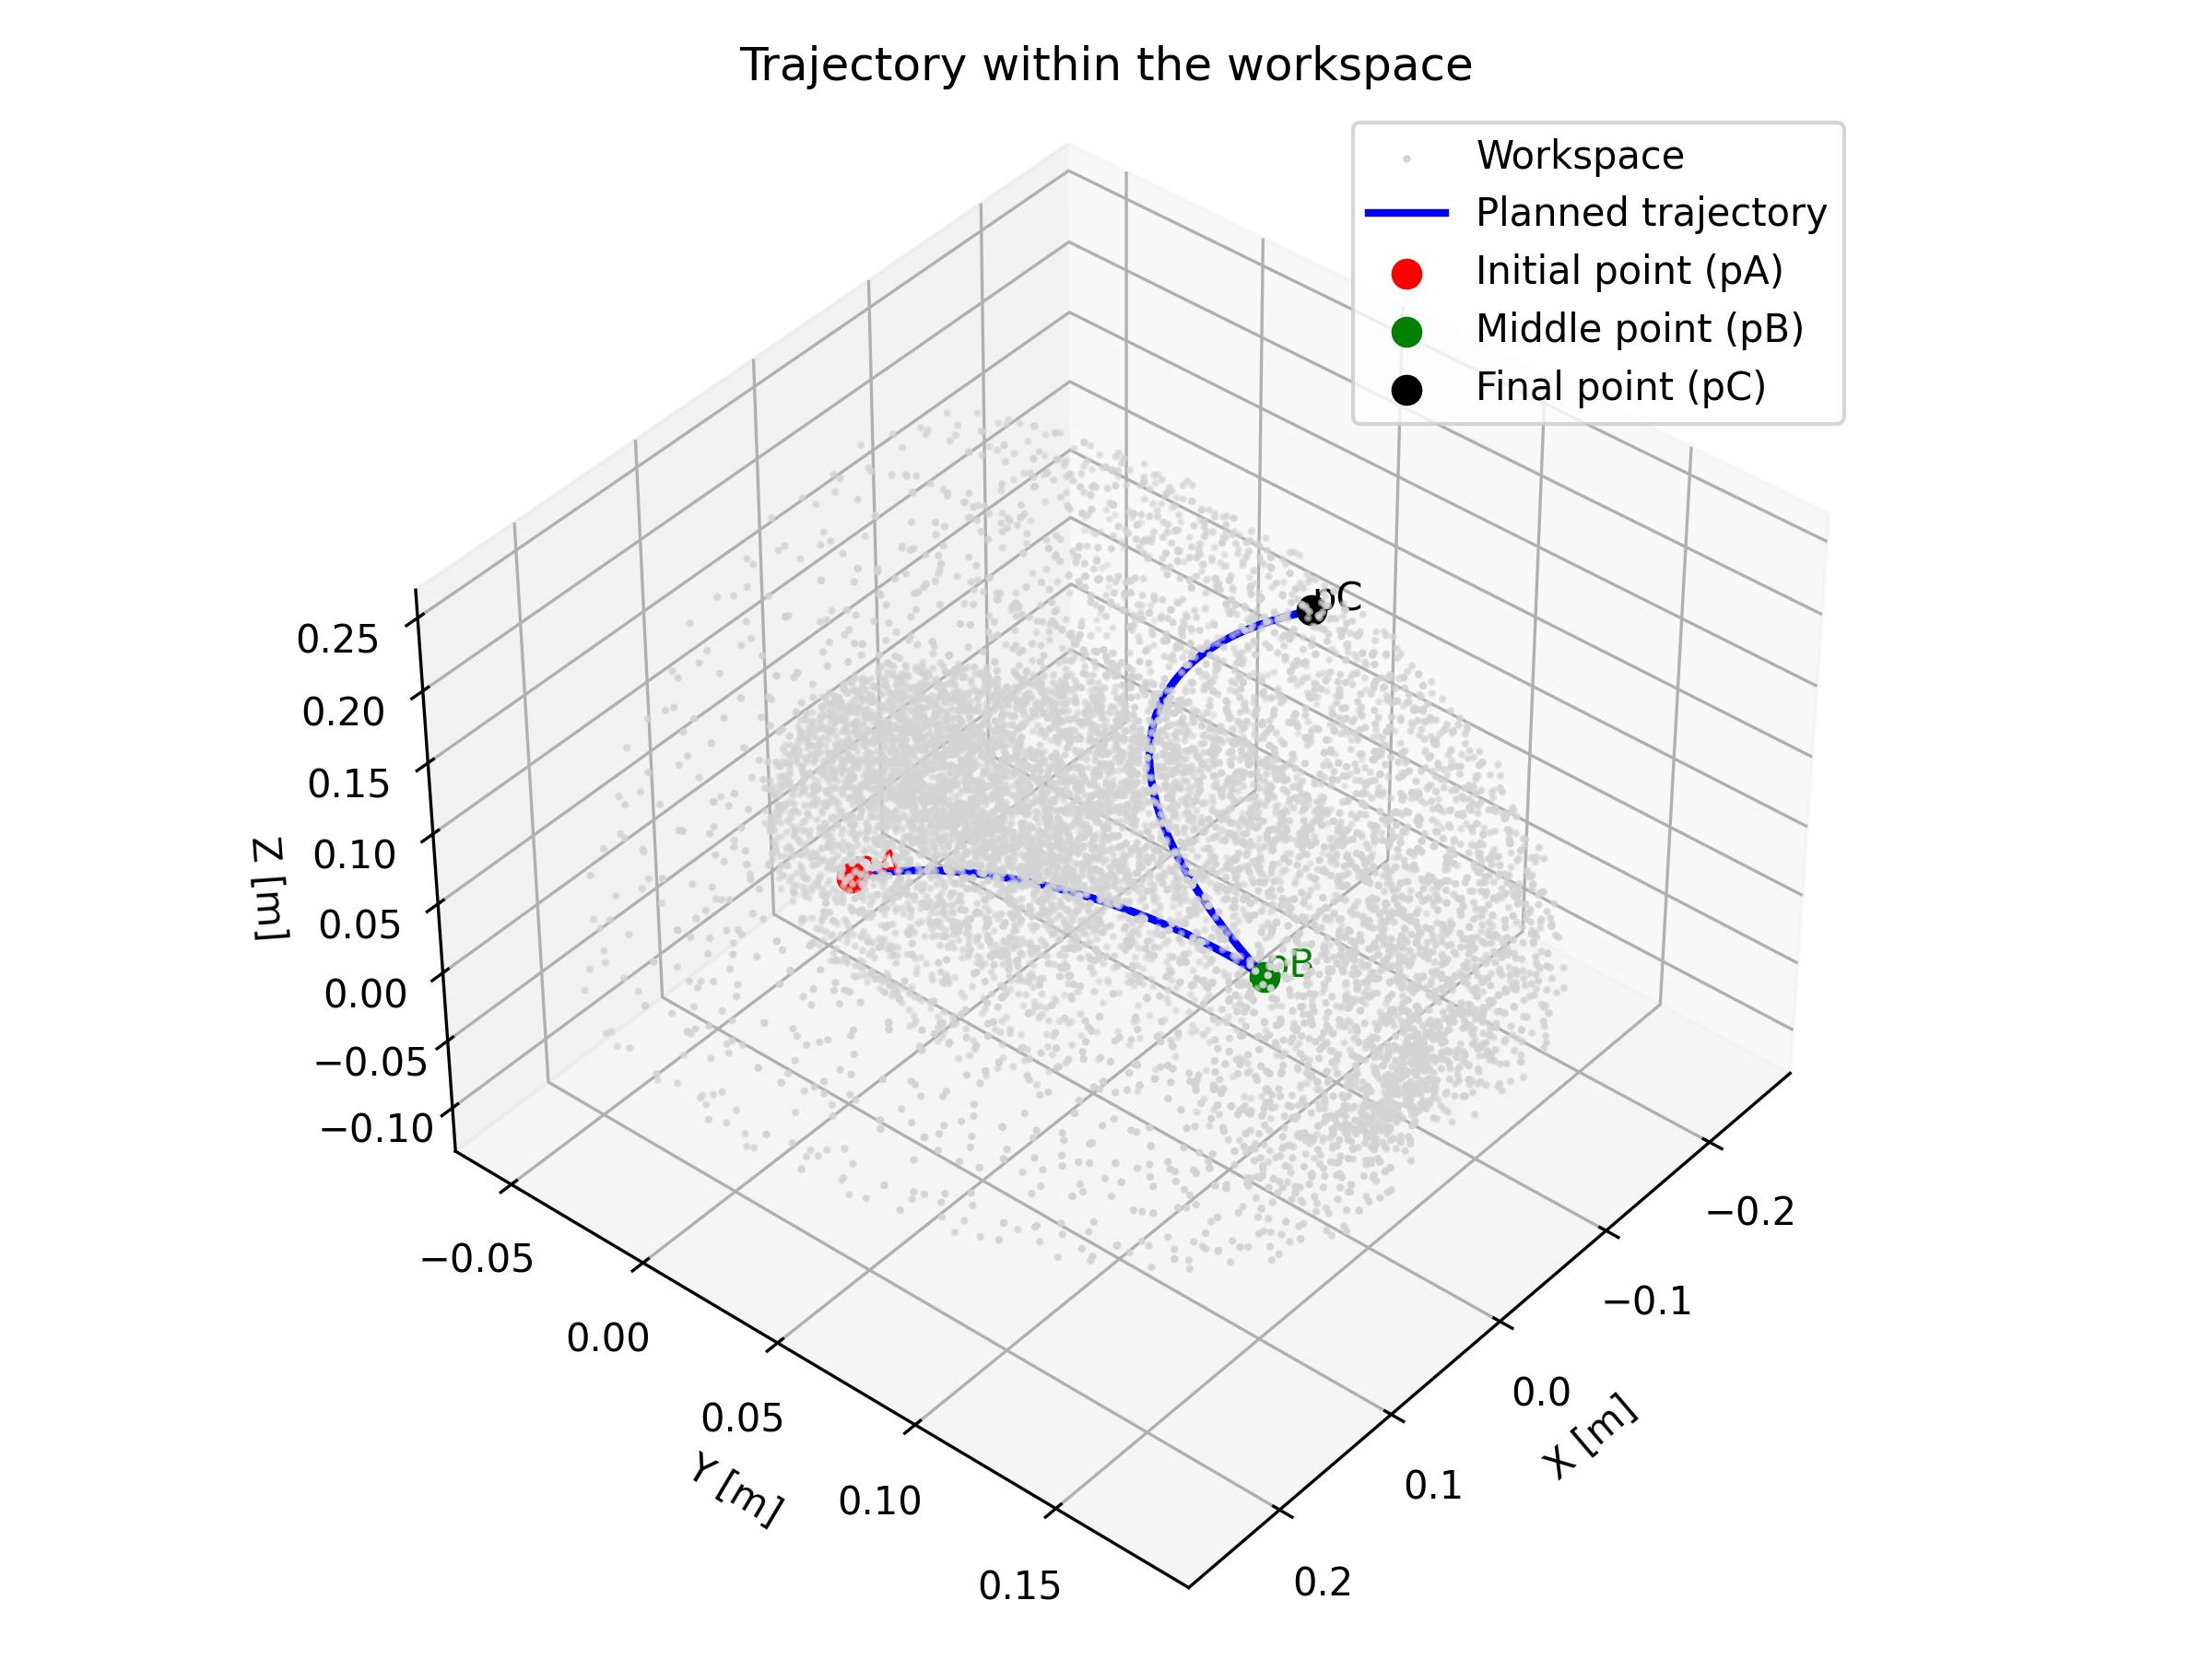 Trajectory within the workspace
Workspace
Planned trajectory
Initial point (pA)
Middle point (pB)
Final point (pC)
pC
pB
0.25
0.20
0.15
0.10
0.05
0.00
−0.05
−0.10
Z [m]
−0.05
0.00
0.05
0.10
0.15
Y [m]
−0.2
−0.1
0.0
0.1
0.2
X [m]